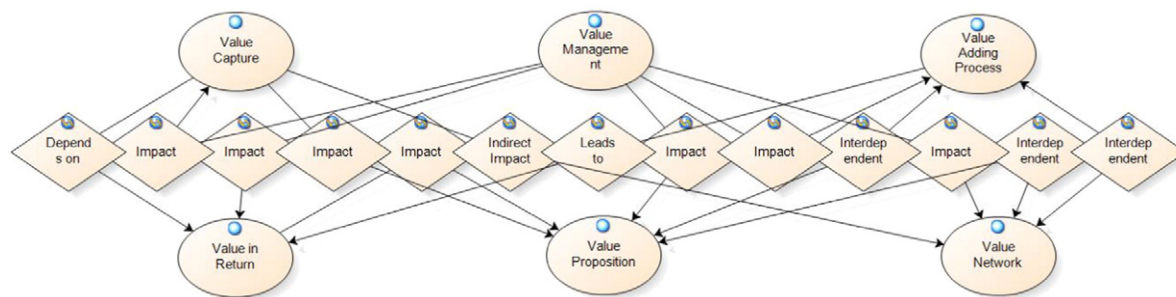 Value
Capture
Value
Manageme
nt
Value
Adding
Process
Depend
s on
Impact
Impact
Impact
Impact
Indirect
Impact
Leads
to
Impact
Impact
Interdep
endent
Impact
Interdep
endent
Interdep
endent
Value in
Return
Value
Proposition
Value
Network